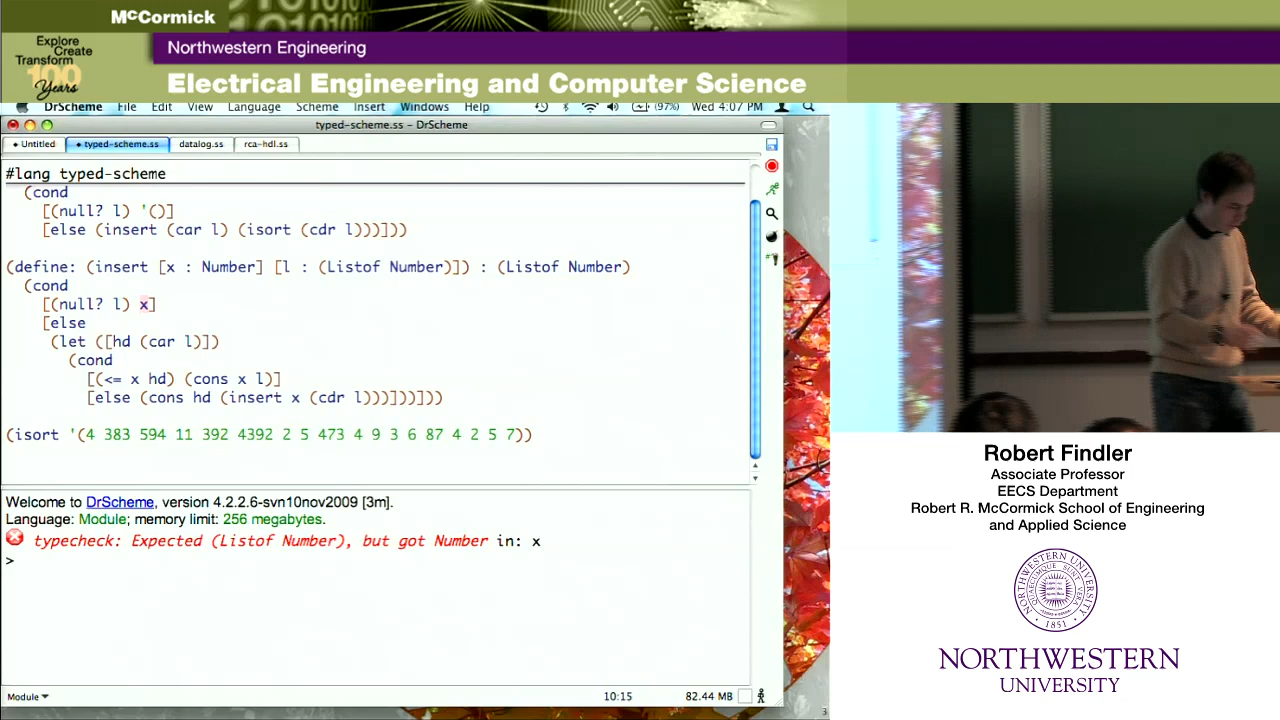 McCormick
Explore
Create
Transform
100
Years
Northwestern Engineering
Electrical Engineering and Computer Science
DrScheme File Edit View Language Scheme Insert Windows Help (97%) Wed 4:07 PM
typed-scheme.ss - DrScheme
• Untitled • typed-scheme.ss datalog.ss rca-hdl.ss
#lang typed-scheme
(cond
[(null? l) '()]
[else (insert (car l) (isort (cdr l)))]))
(define: (insert [x : Number] [l : (Listof Number)]) : (Listof Number)
(cond
[(null? l) x]
[else
(let ([hd (car l)])
(cond
[(<= x hd) (cons x l)]
[else (cons hd (insert x (cdr l)))]))]))
(isort '(4 383 594 11 392 4392 2 5 473 4 9 3 6 87 4 2 5 7))
Welcome to DrScheme, version 4.2.2.6-svn10nov2009 [3m].
Language: Module; memory limit: 256 megabytes.
typecheck: Expected (Listof Number), but got Number in: x
>
Module 10:15 82.44 MB
3
Robert Findler
Associate Professor
EECS Department
Robert R. McCormick School of Engineering
and Applied Science
NORTHWESTERN UNIVERSITY
1851
NORTHWESTERN
UNIVERSITY